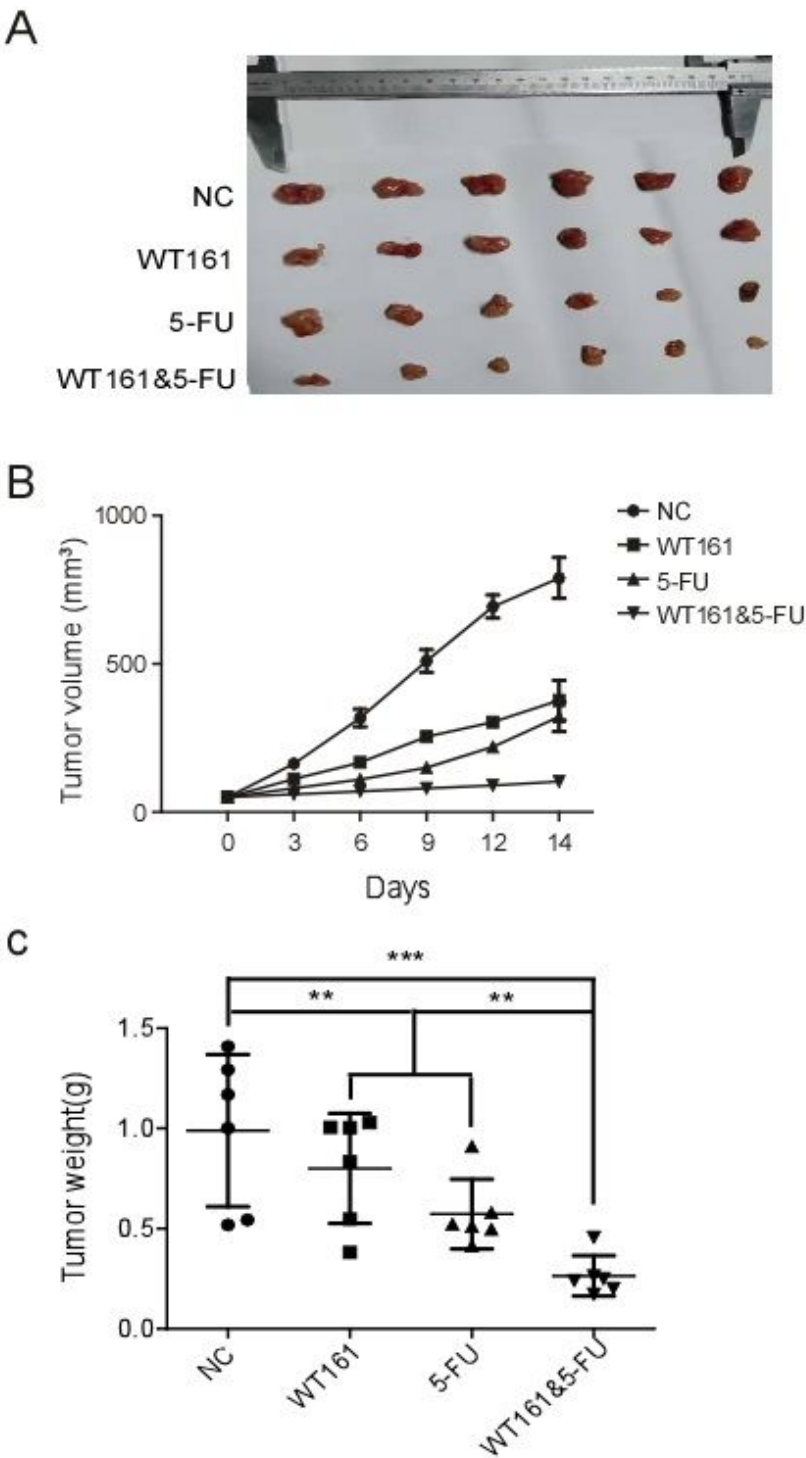 A
NC
WT161
5-FU
WT161&5-FU
B
1000
500
0
Tumor volume (mm³)
0 3 6 9 12 14
Days
NC
WT161
5-FU
WT161&5-FU
C
***
** **
1.5
1.0
0.5
0.0
Tumor weight(g)
NC
WT161
5-FU
WT161&5-FU